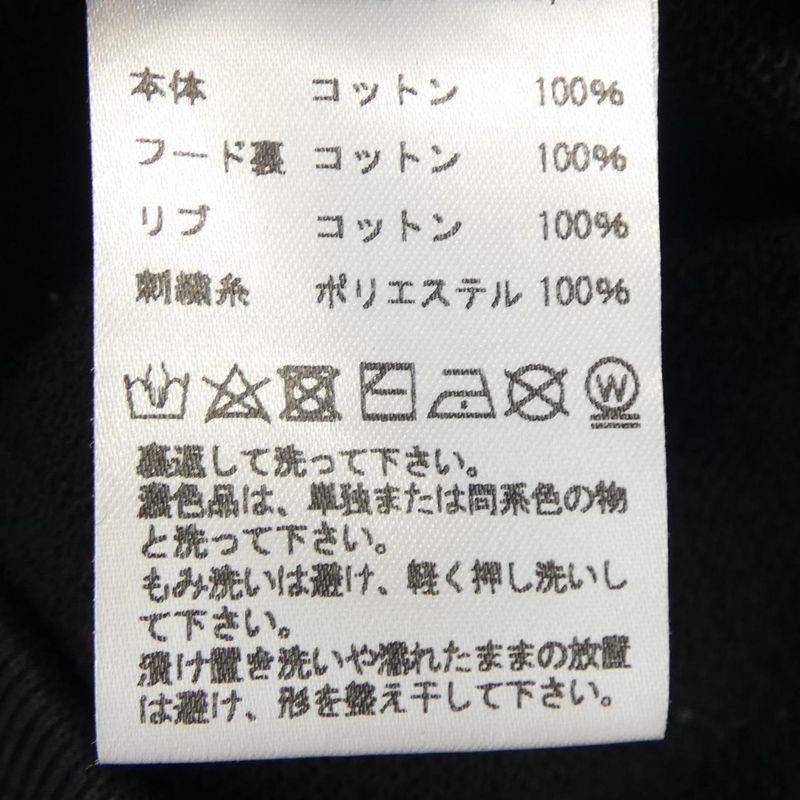 本体 コットン 100%
フード裏 コットン 100%
リブ コットン 100%
刺繍糸 ポリエステル 100%
W
裏返して洗って下さい。
濃色品は、単独または同系色の物
と洗って下さい。
もみ洗いは避け、軽く押し洗いし
て下さい。
漬け置き洗いや濡れたままの放置
は避け、形を整え干して下さい。